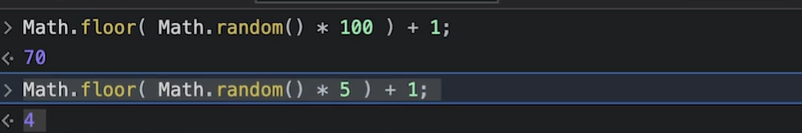 > Math.floor( Math.random() * 100 ) + 1;
<· 70
> Math.floor( Math.random() * 5 ) + 1;
<· 4